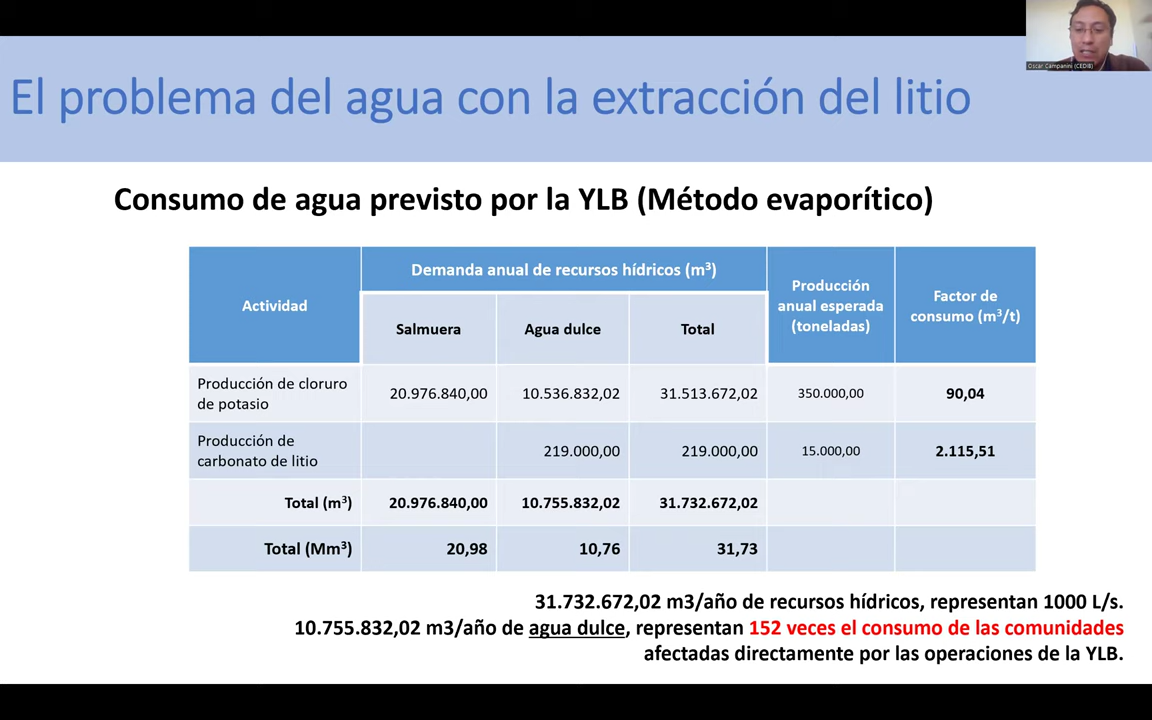 Oscar Campanini (CEDIB)
El problema del agua con la extracción del litio
Consumo de agua previsto por la YLB (Método evaporítico)
Actividad
Demanda anual de recursos hídricos (m³)
Producción
anual esperada
(toneladas)
Factor de
consumo (m³/t)
Salmuera
Agua dulce
Total
Producción de cloruro
de potasio
20.976.840,00
10.536.832,02
31.513.672,02
350.000,00
90,04
Producción de
carbonato de litio
219.000,00
219.000,00
15.000,00
2.115,51
Total (m³)
20.976.840,00
10.755.832,02
31.732.672,02
Total (Mm³)
20,98
10,76
31,73
31.732.672,02 m3/año de recursos hídricos, representan 1000 L/s.
10.755.832,02 m3/año de agua dulce, representan 152 veces el consumo de las comunidades
afectadas directamente por las operaciones de la YLB.